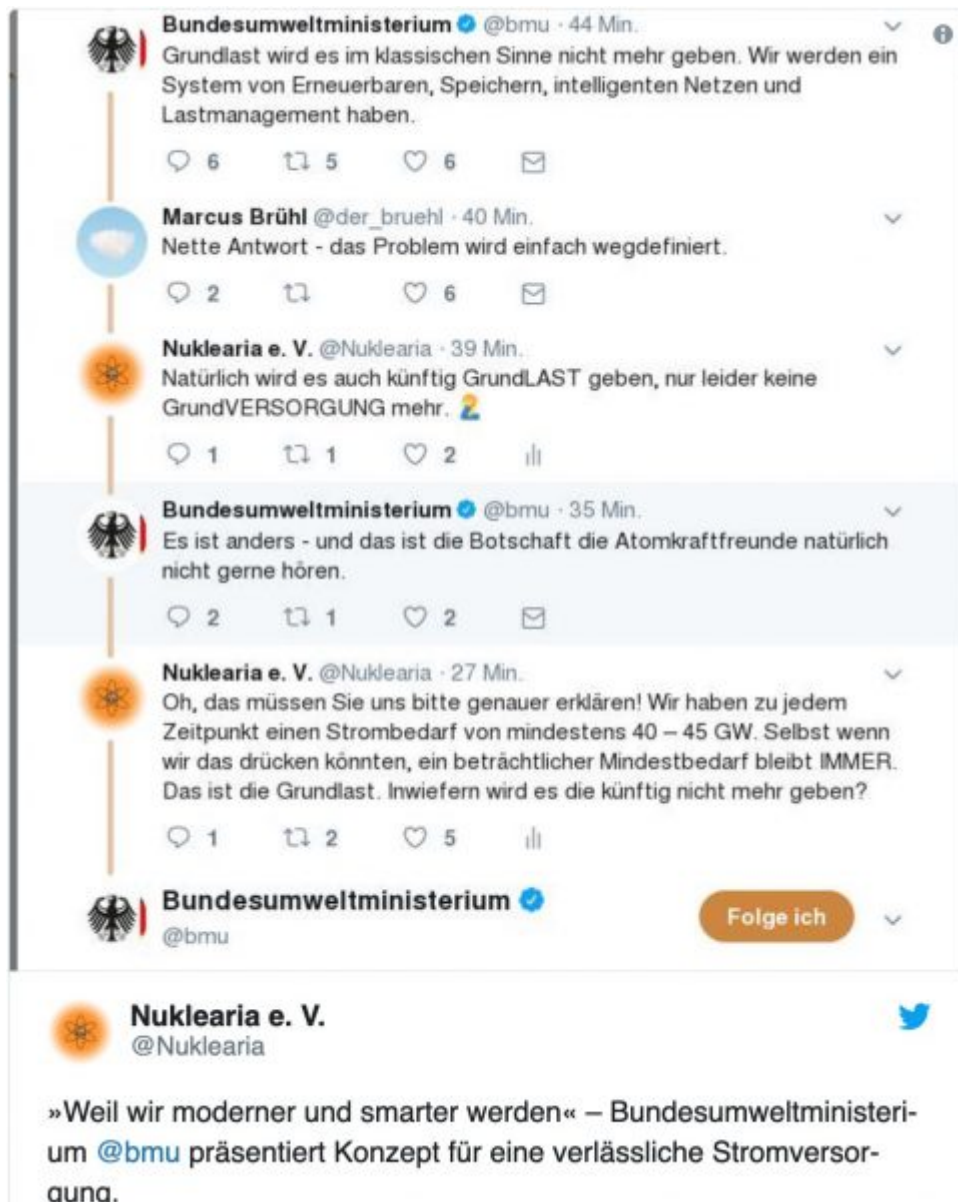 Bundesumweltministerium @bmu · 44 Min.
Grundlast wird es im klassischen Sinne nicht mehr geben. Wir werden ein
System von Erneuerbaren, Speichern, intelligenten Netzen und
Lastmanagement haben.
6 5 6
Marcus Brühl @der_bruehl · 40 Min.
Nette Antwort - das Problem wird einfach wegdefiniert.
2 6
Nuklearia e. V. @Nuklearia · 39 Min.
Natürlich wird es auch künftig GrundLAST geben, nur leider keine
GrundVERSORGUNG mehr.
1 1 2
Bundesumweltministerium @bmu · 35 Min.
Es ist anders - und das ist die Botschaft die Atomkraftfreunde natürlich
nicht gerne hören.
2 1 2
Nuklearia e. V. @Nuklearia · 27 Min.
Oh, das müssen Sie uns bitte genauer erklären! Wir haben zu jedem
Zeitpunkt einen Strombedarf von mindestens 40 – 45 GW. Selbst wenn
wir das drücken könnten, ein beträchtlicher Mindestbedarf bleibt IMMER.
Das ist die Grundlast. Inwiefern wird es die künftig nicht mehr geben?
1 2 5
Bundesumweltministerium
@bmu
Folge ich
Nuklearia e. V.
@Nuklearia
»Weil wir moderner und smarter werden« – Bundesumweltministeri-
um @bmu präsentiert Konzept für eine verlässliche Stromversor-
gung.